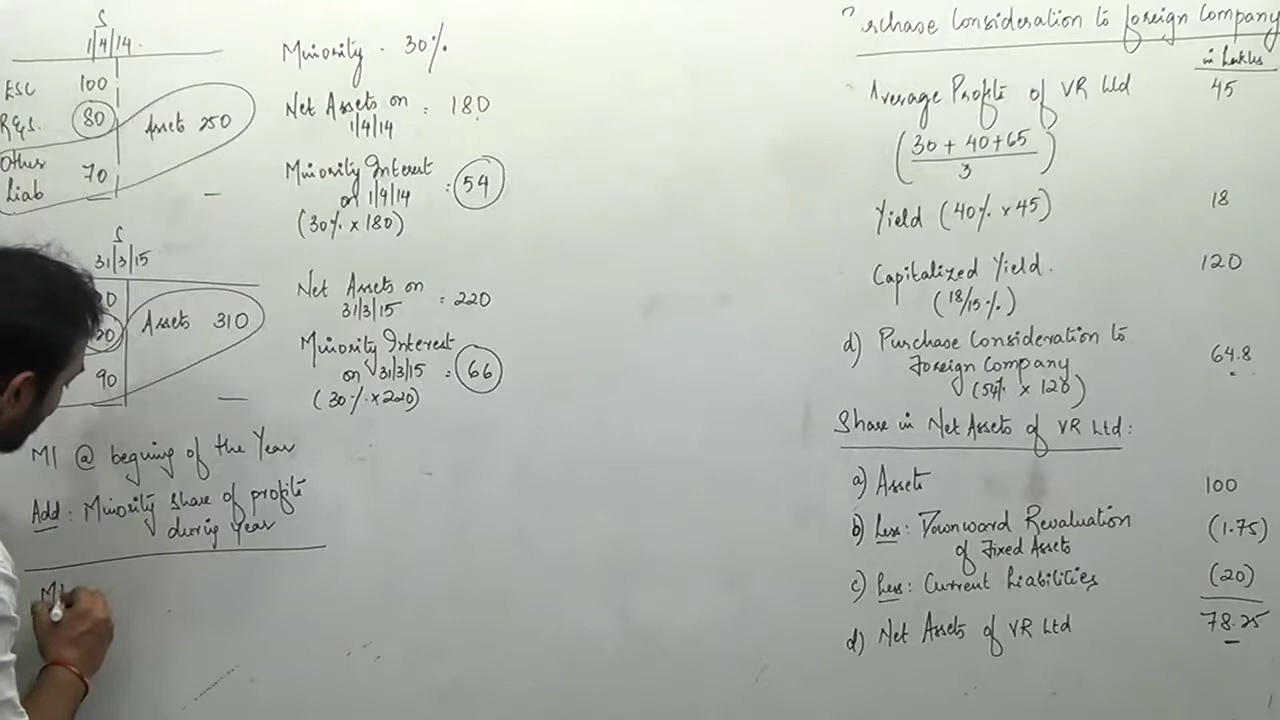 S
1/4/14.
ESC 100
R&S. 80 Assets 250
Other
Liab 70
S
31/3/15
Assets 310
90
MI @ begining of the Year
Add: Minority share of profits
during year
MI
Minority - 30%
Net Assets on : 180
1/4/14
Minority Interest
on 1/4/14 : 54
(30% x 180)
Net Assets on
31/3/15 : 220
Minority Interest
on 31/3/15 : 66
(30% x 220)
Purchase Consideration to foreign Company
in Lakhs
Average Profits of VR Ltd 45
(30 + 40 + 65
3)
Yield (40% x 45) 18
Capitalized Yield. 120
(18/15%)
d) Purchase Consideration to
Foreign Company 64.8
(54% x 120)
Share in Net Assets of VR Ltd:
a) Assets 100
b) Less: Downward Revaluation (1.75)
of Fixed Assets
c) Less: Current Liabilities (20)
d) Net Assets of VR Ltd 78.25